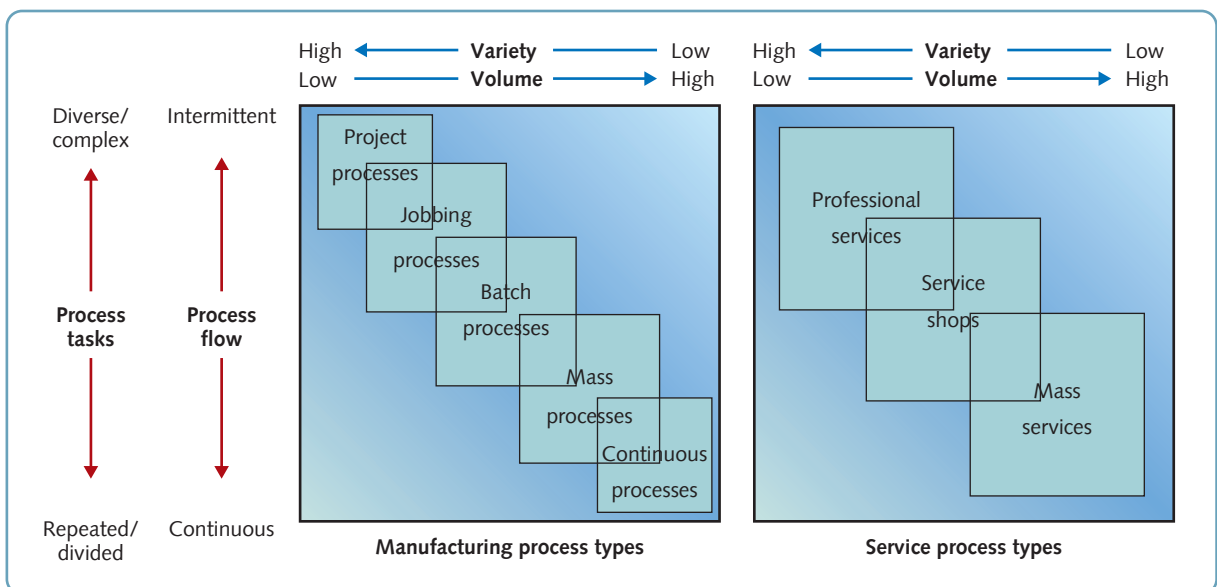 High Variety Low
Low Volume High
High Variety Low
Low Volume High
Diverse/
complex
Intermittent
Process
tasks
Process
flow
Repeated/
divided
Continuous
Project
processes
Jobbing
processes
Batch
processes
Mass
processes
Continuous
processes
Manufacturing process types
Professional
services
Service
shops
Mass
services
Service process types